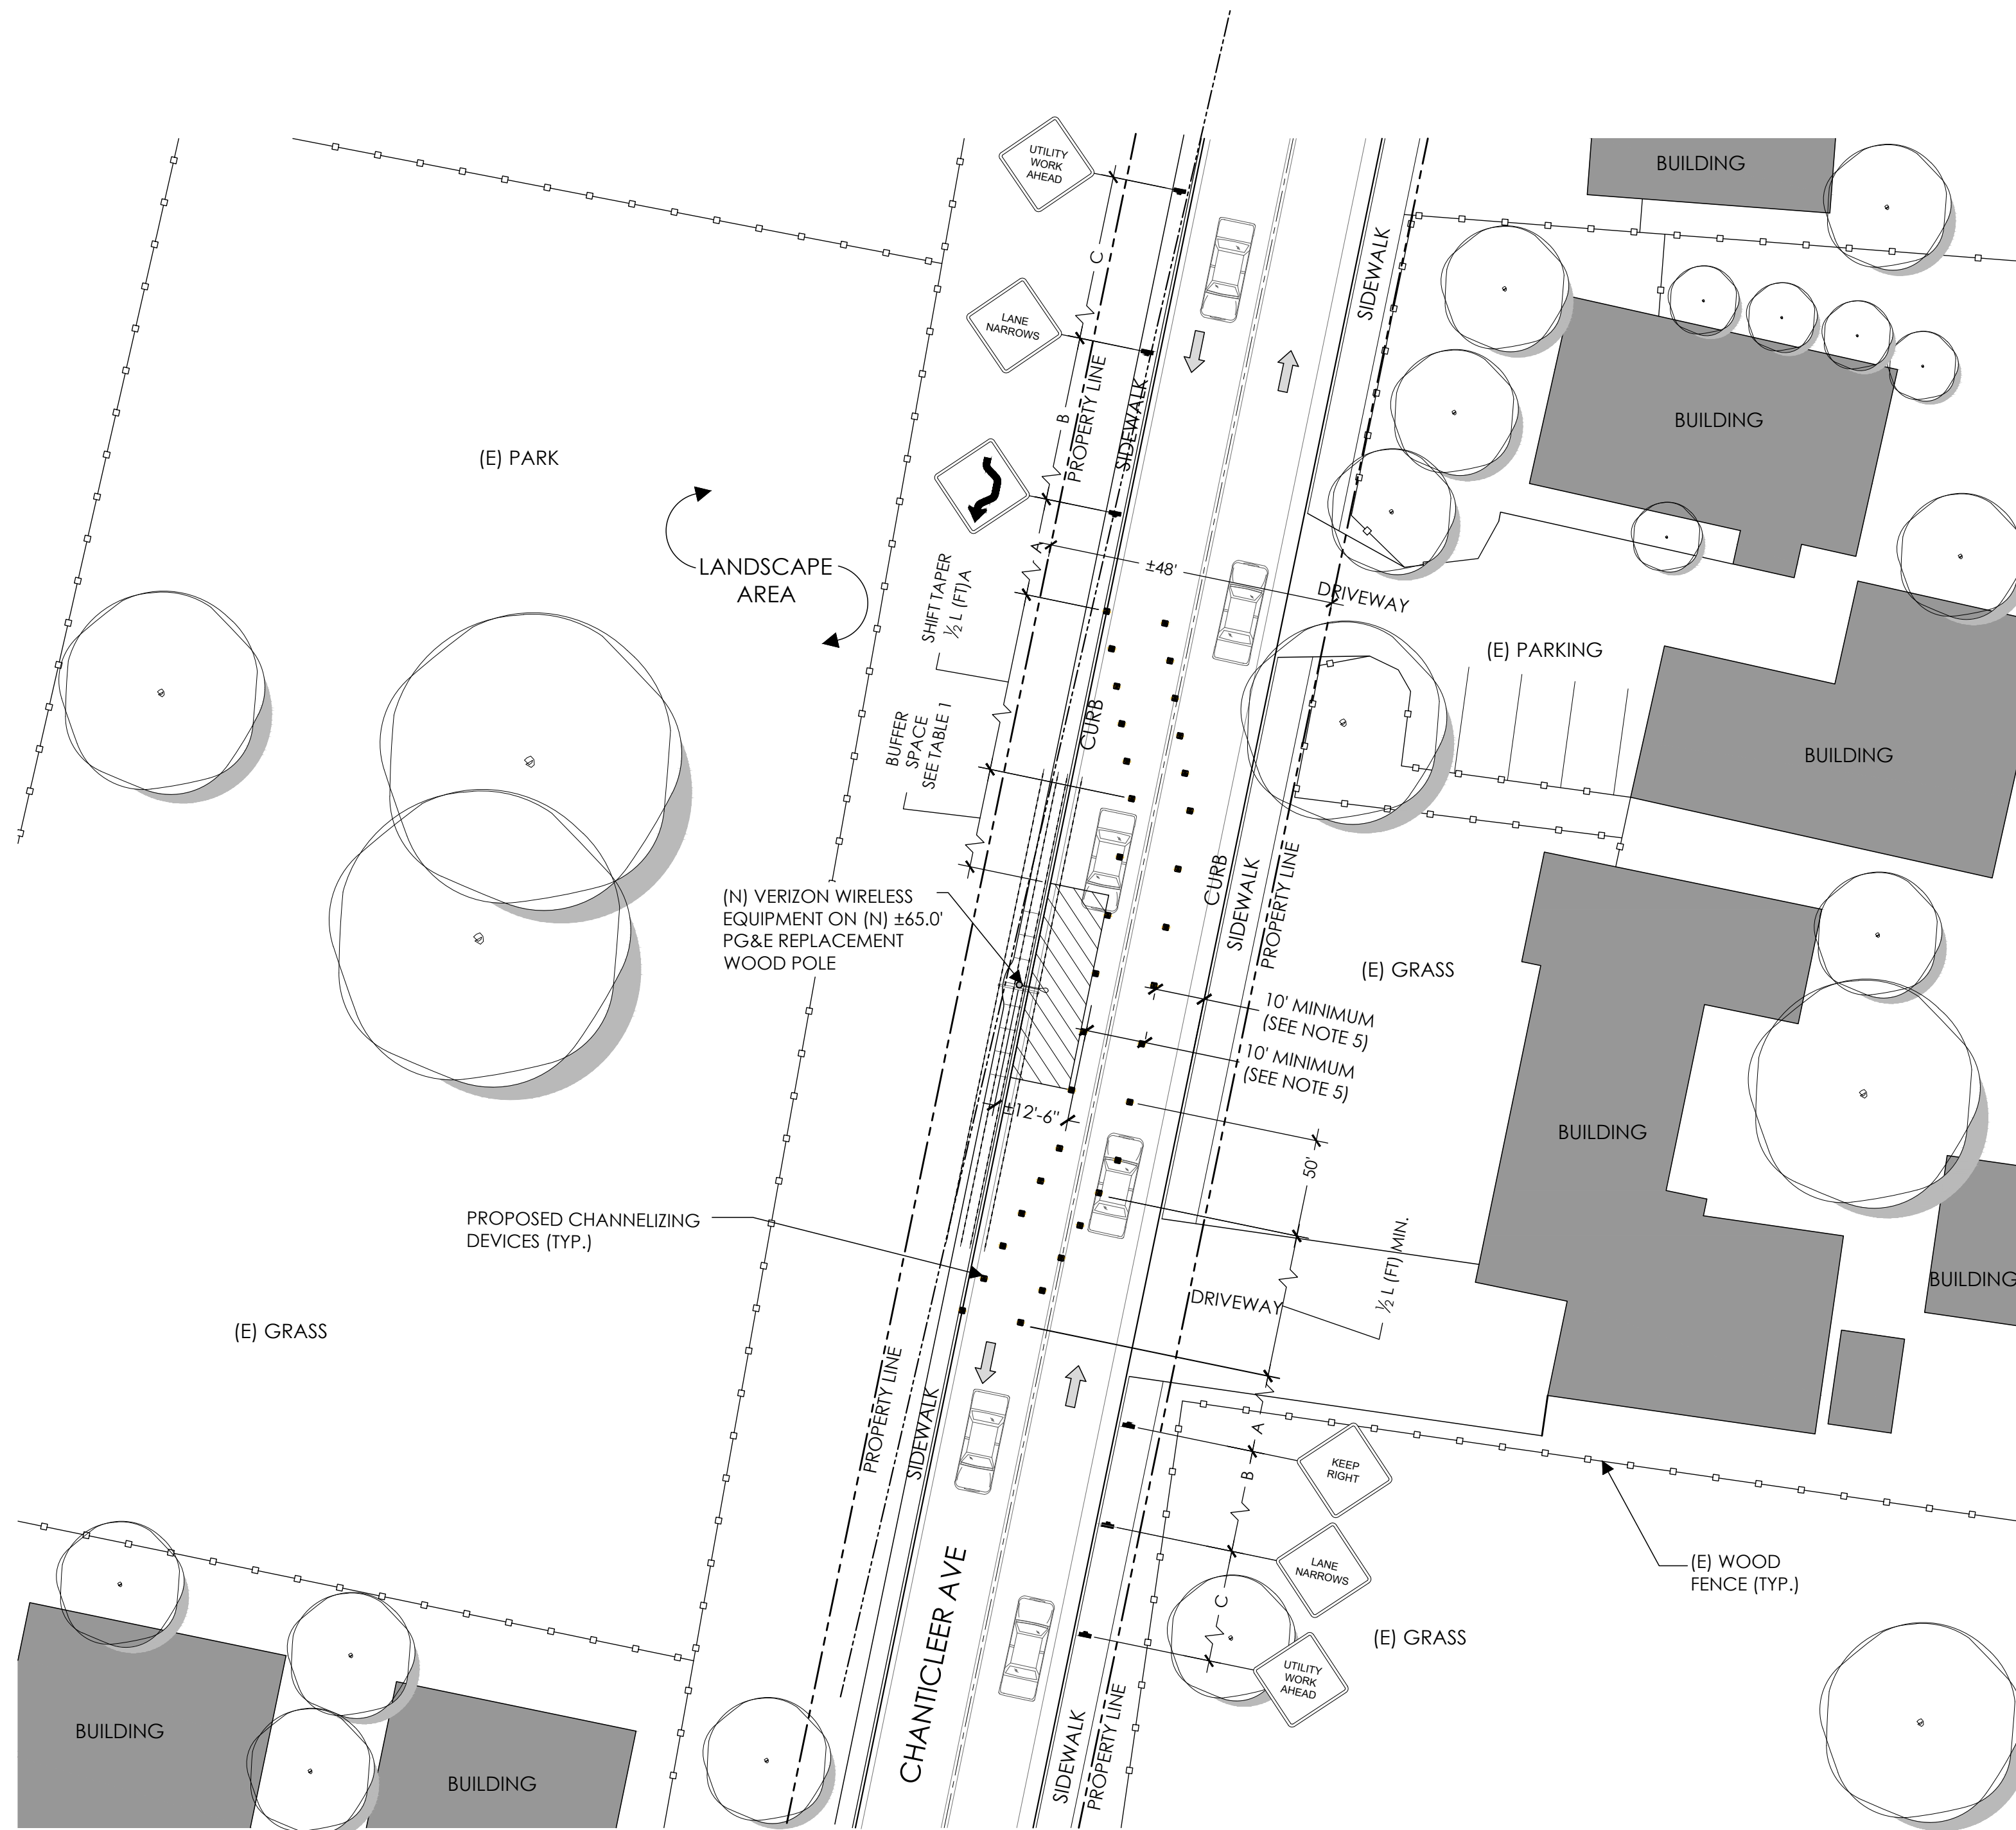 UTILITY
WORK
AHEAD
BUILDING
C
SIDEWALK
LANE
NARROWS
B
PROPERTY LINE
SIDEWALK
BUILDING
(E) PARK
LANDSCAPE
AREA
A
±48'
DRIVEWAY
SHIFT TAPER
½ L (FT)A
(E) PARKING
BUFFER
SPACE
SEE TABLE 1
CURB
BUILDING
(N) VERIZON WIRELESS
EQUIPMENT ON (N) ±65.0'
PG&E REPLACEMENT
WOOD POLE
CURB
SIDEWALK
PROPERTY LINE
(E) GRASS
10' MINIMUM
(SEE NOTE 5)
10' MINIMUM
(SEE NOTE 5)
±12'-6"
BUILDING
50'
PROPOSED CHANNELIZING
DEVICES (TYP.)
½ L (FT) MIN.
BUILDING
DRIVEWAY
(E) GRASS
PROPERTY LINE
SIDEWALK
A
B
KEEP
RIGHT
LANE
NARROWS
C
(E) WOOD
FENCE (TYP.)
CHANTICLEER AVE
(E) GRASS
UTILITY
WORK
AHEAD
SIDEWALK
PROPERTY LINE
BUILDING
BUILDING